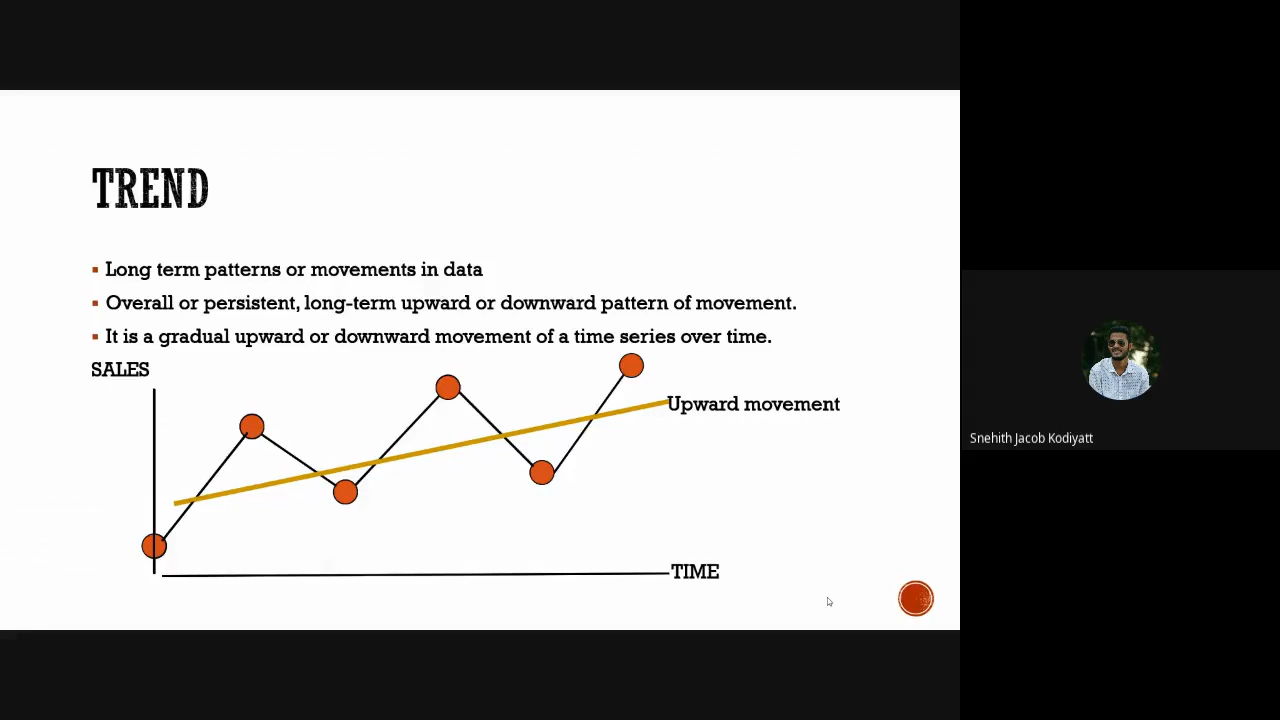 TREND
Long term patterns or movements in data
Overall or persistent, long-term upward or downward pattern of movement.
It is a gradual upward or downward movement of a time series over time.
SALES
Upward movement
Snehith Jacob Kodiyatt
TIME